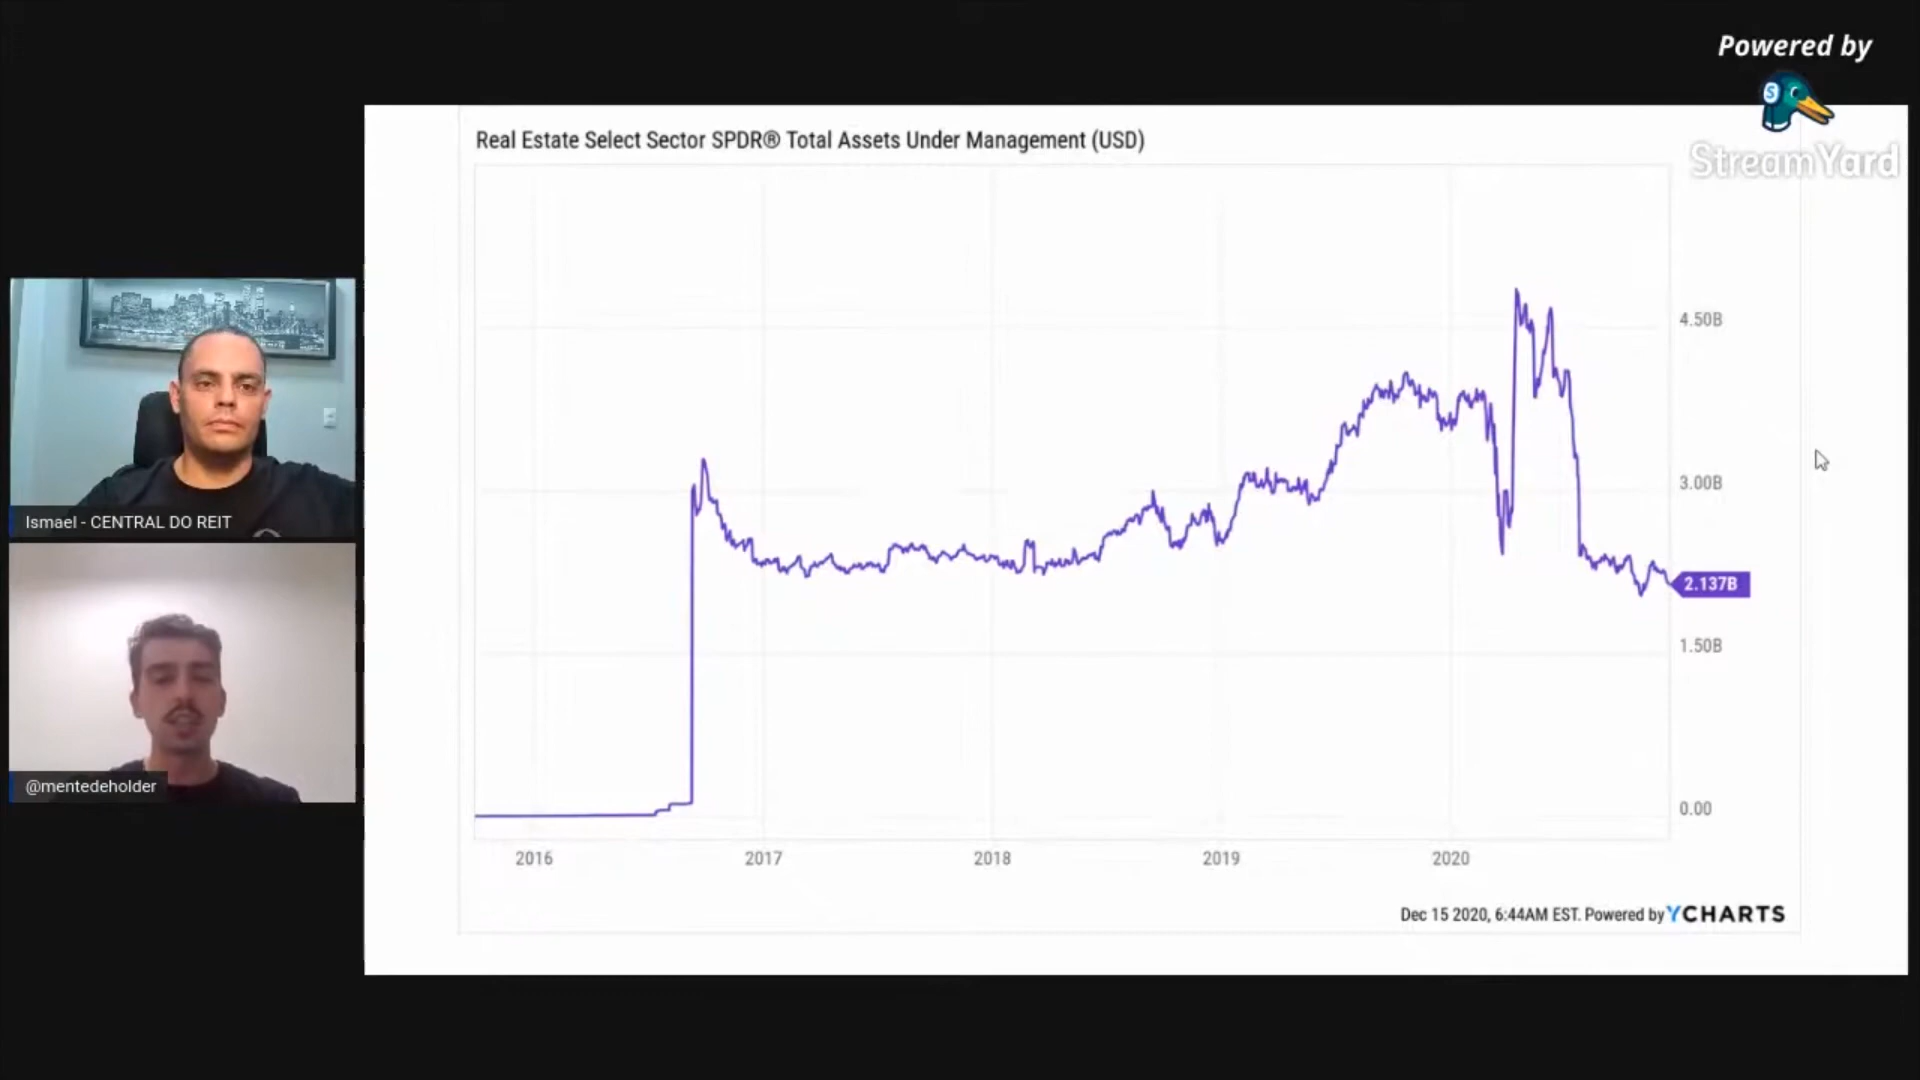 Powered by
StreamYard
Real Estate Select Sector SPDR® Total Assets Under Management (USD)
4.50B
3.00B
2.137B
1.50B
0.00
2016 2017 2018 2019 2020
Dec 15 2020, 6:44AM EST. Powered by YCHARTS
Ismael - CENTRAL DO REIT
@mentedeholder